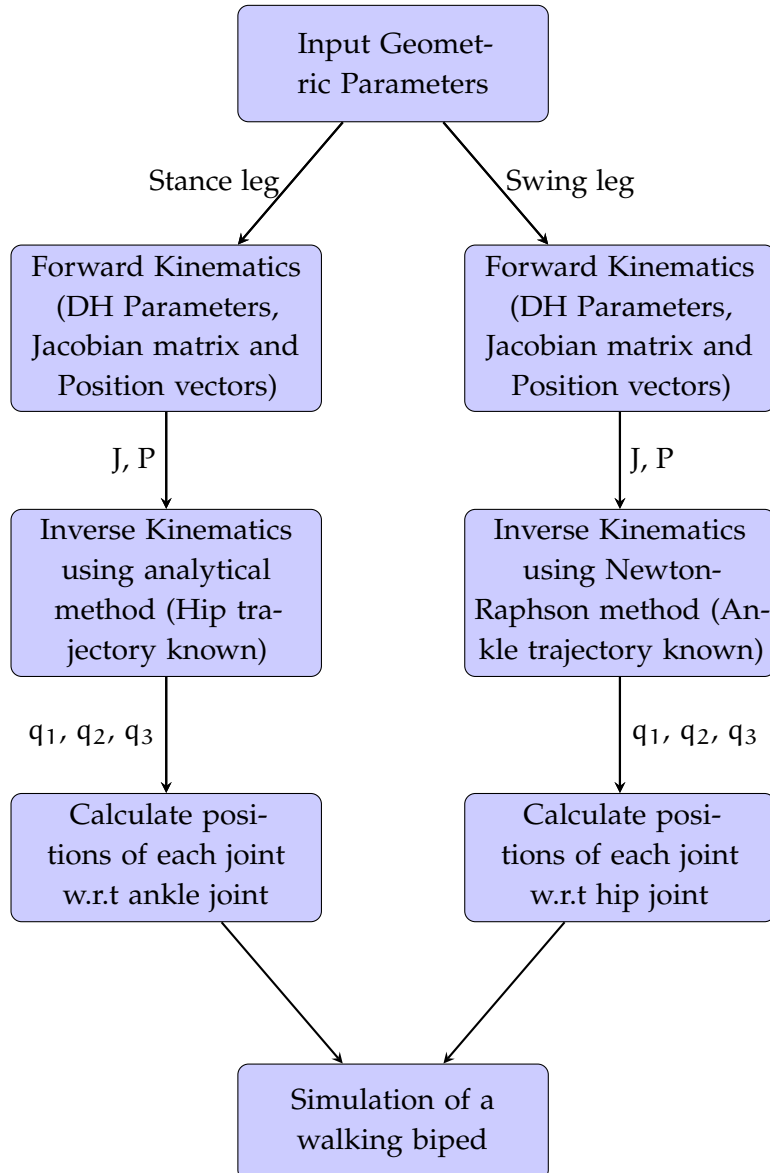 Input Geomet-
ric Parameters
Stance leg
Swing leg
Forward Kinematics
(DH Parameters,
Jacobian matrix and
Position vectors)
Forward Kinematics
(DH Parameters,
Jacobian matrix and
Position vectors)
J, P
J, P
Inverse Kinematics
using analytical
method (Hip tra-
jectory known)
Inverse Kinematics
using Newton-
Raphson method (An-
kle trajectory known)
q₁, q₂, q₃
q₁, q₂, q₃
Calculate posi-
tions of each joint
w.r.t ankle joint
Calculate posi-
tions of each joint
w.r.t hip joint
Simulation of a
walking biped